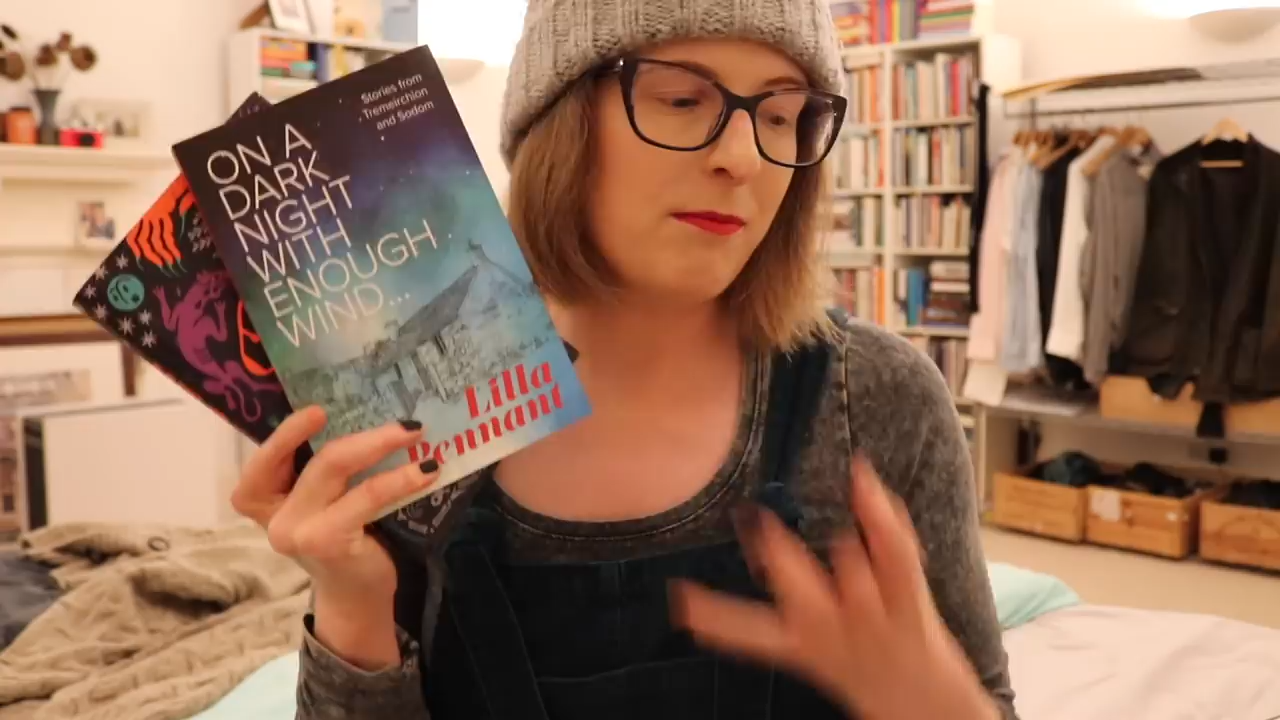 Stories from
Tremeirchion
and Sodom
ON A
DARK
NIGHT
WITH
ENOUGH
WIND...
Lilla
Pennant